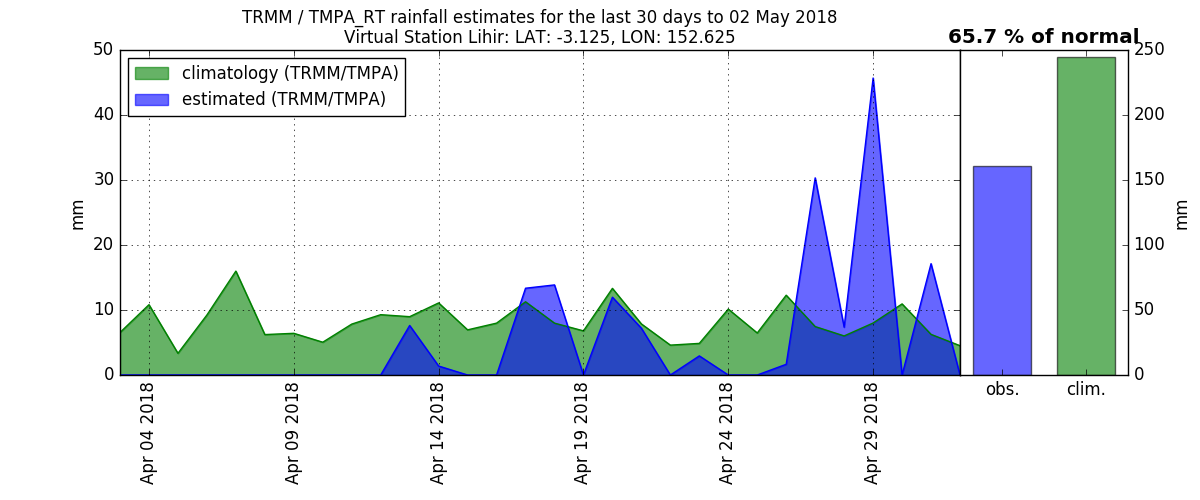 TRMM / TMPA_RT rainfall estimates for the last 30 days to 02 May 2018
Virtual Station Lihir: LAT: -3.125, LON: 152.625
65.7 % of normal
climatology (TRMM/TMPA)
estimated (TRMM/TMPA)
50
40
30
20
10
0
mm
250
200
150
100
50
0
mm
Apr 04 2018
Apr 09 2018
Apr 14 2018
Apr 19 2018
Apr 24 2018
Apr 29 2018
obs.
clim.